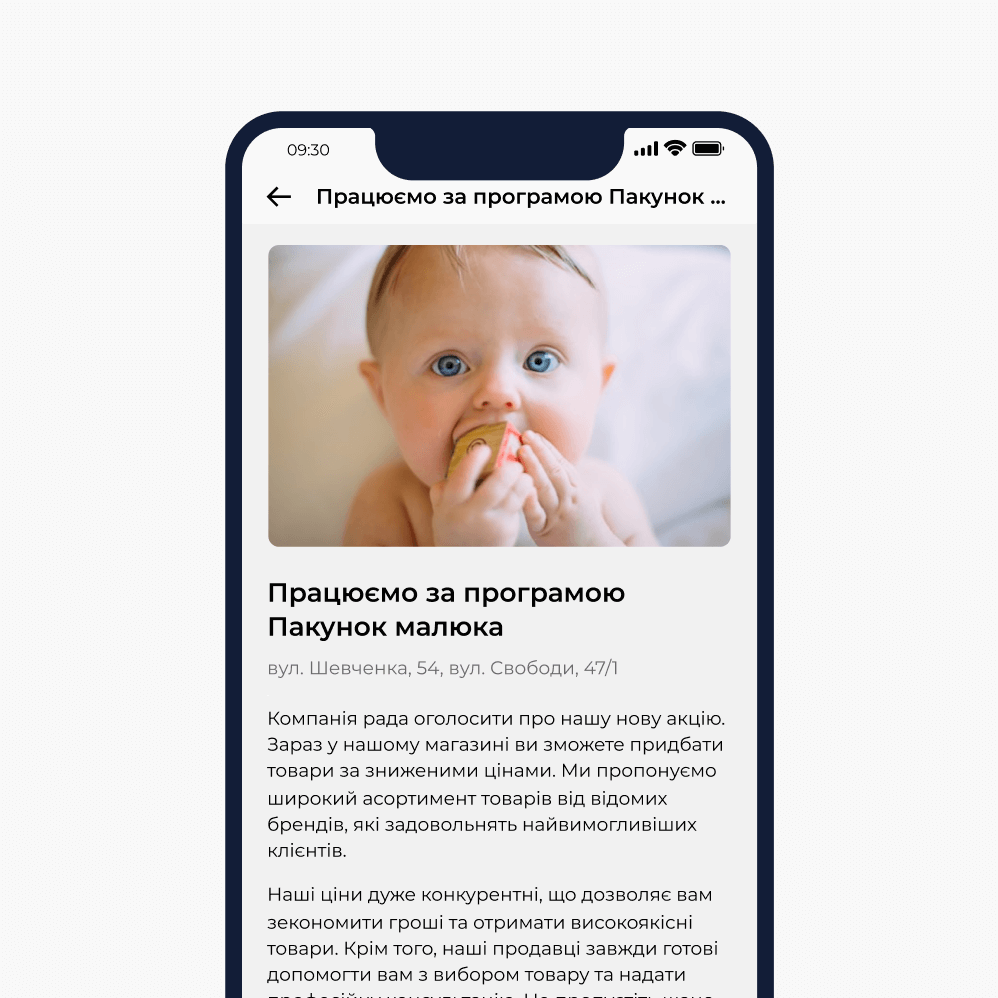 09:30
Працюємо за програмою Пакунок ...
Працюємо за програмою
Пакунок малюка
вул. Шевченка, 54, вул. Свободи, 47/1
Компанія рада оголосити про нашу нову акцію.
Зараз у нашому магазині ви зможете придбати
товари за зниженими цінами. Ми пропонуємо
широкий асортимент товарів від відомих
брендів, які задовольнять найвимогливіших
клієнтів.
Наші ціни дуже конкурентні, що дозволяє вам
зекономити гроші та отримати високоякісні
товари. Крім того, наші продавці завжди готові
допомогти вам з вибором товару та надати